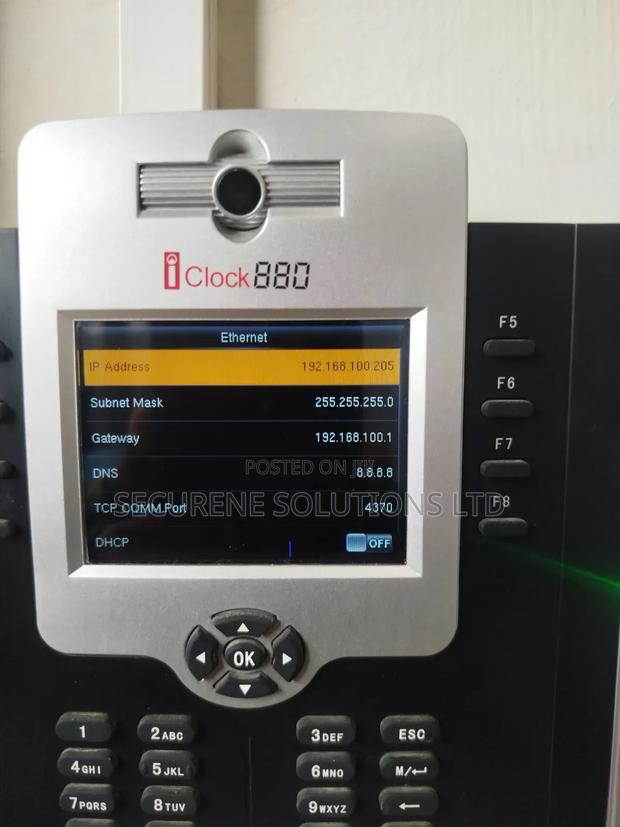 iClock880
Ethernet
IP Address 192.168.100.205
Subnet Mask 255.255.255.0
Gateway 192.168.100.1
DNS 8.8.8.8
TCP COMM.Port 4370
DHCP OFF
POSTED ON JIJI
SECURENE SOLUTIONS LTD
F5
F6
F7
F8
OK
1 2ABC 3DEF ESC
4GHI 5JKL 6MNO M/↵
7PQRS 8TUV 9WXYZ ←